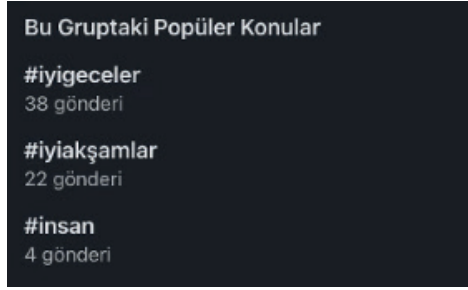 Bu Gruptaki Popüler Konular
#iyigeceler
38 gönderi
#iyiakşamlar
22 gönderi
#insan
4 gönderi